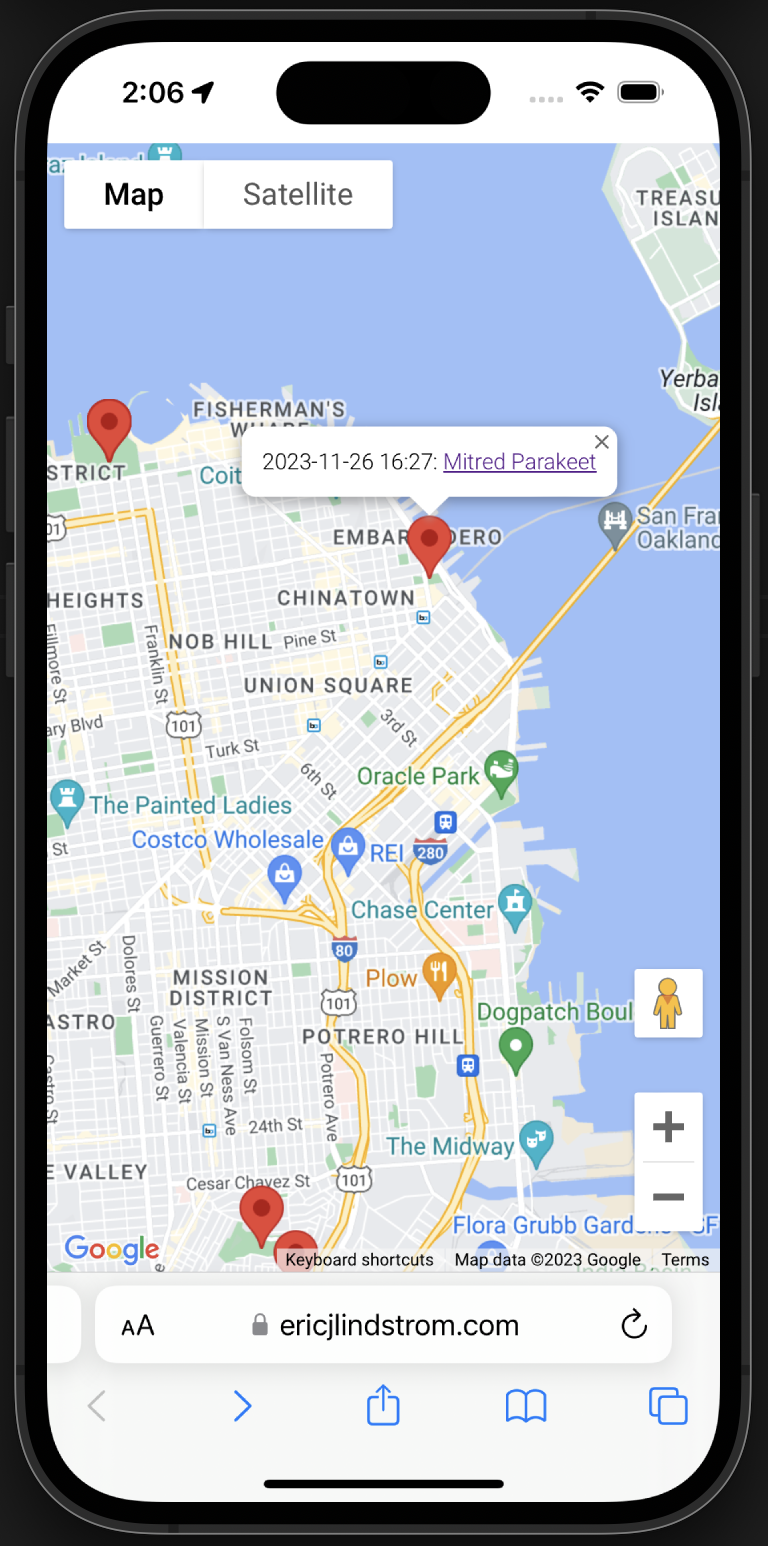 2:06
Map
Satellite
TREASU
ISLAN
Yerba
Isl
FISHERMAN'S
STRICT
Coit
2023-11-26 16:27: Mitred Parakeet
San Fra
Oakland
CHINATOWN
HEIGHTS
NOB HILL
Pine St
Fillmore St
Franklin St
UNION SQUARE
101
ary Blvd
3rd St
Turk St
6th St
Oracle Park
The Painted Ladies
St
Costco Wholesale
REI
280
Chase Center
80
Market St
Dolores St
MISSION
DISTRICT
Plow
101
Dogpatch Boul
ASTRO
Guerrero St
Valencia St
Mission St
S Van Ness Ave
Folsom St
POTRERO HILL
Potrero Ave
Castro St
24th St
The Midway
E VALLEY
Cesar Chavez St
101
Flora Grubb Gardens - SF
Google
Keyboard shortcuts
Map data ©2023 Google
Terms
AA
ericjlindstrom.com